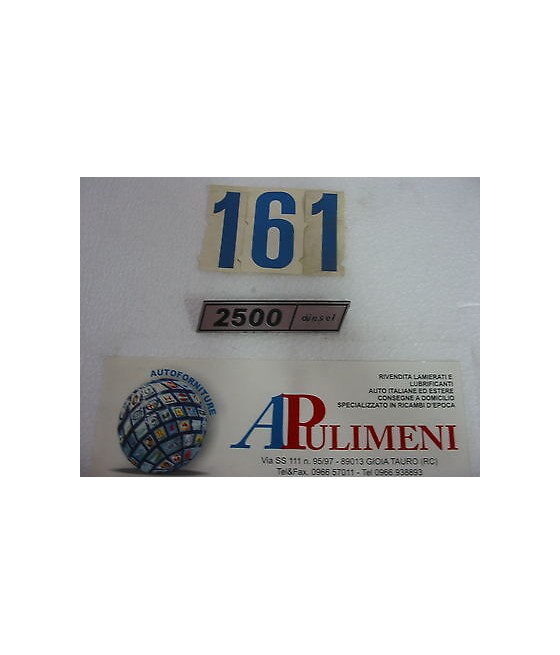 161
2500 diesel
AUTOFORNITURE
RIVENDITA LAMIERATI E
LUBRIFICANTI
AUTO ITALIANE ED ESTERE
CONSEGNE A DOMICILIO
SPECIALIZZATO IN RICAMBI D'EPOCA
APULIMENI
Via SS 111 n. 95/97 - 89013 GIOIA TAURO (RC)
Tel&Fax. 0966 57011 - Tel 0966 938893